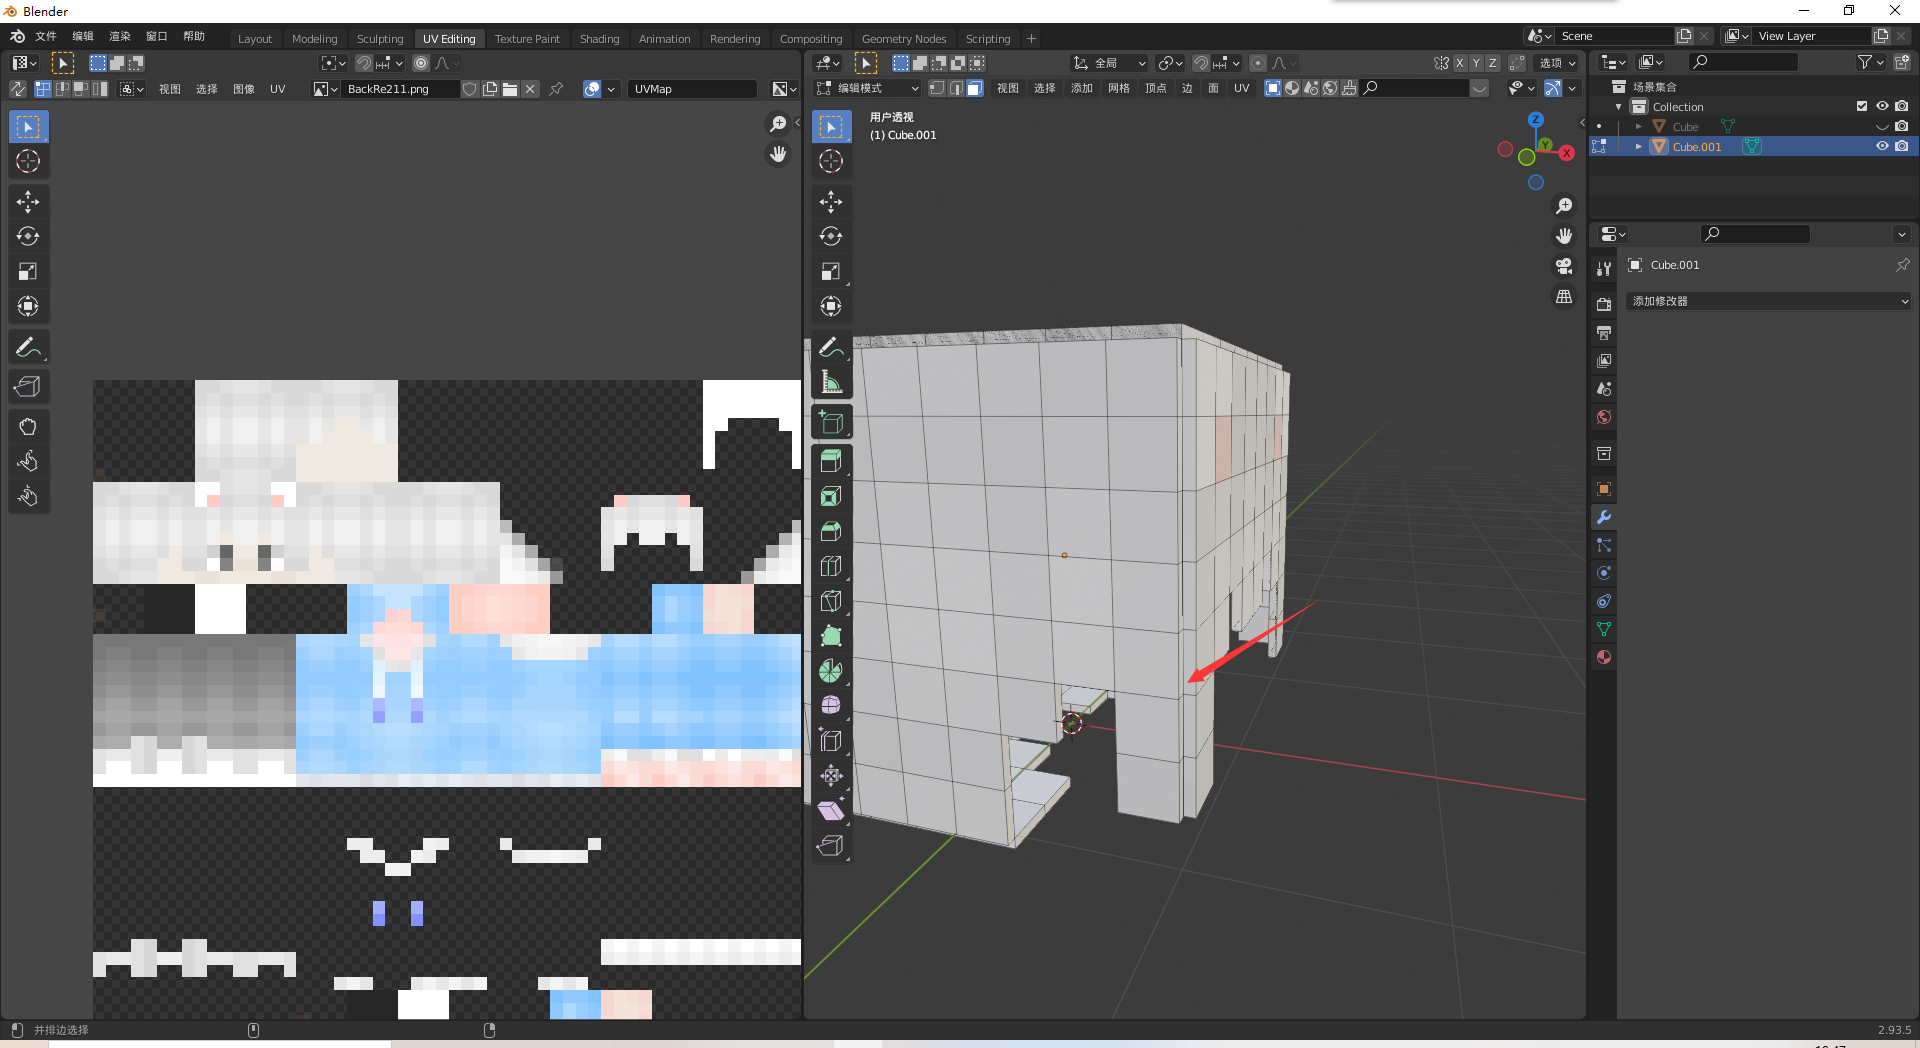 Blender
文件 编辑 渲染 窗口 帮助 Layout Modeling Sculpting UV Editing Texture Paint Shading Animation Rendering Compositing Geometry Nodes Scripting + Scene View Layer
全局 X Y Z 选项
视图 选择 图像 UV BackRe211.png UVMap 编辑模式 视图 选择 添加 网格 顶点 边 面 UV
场景集合
Collection
Cube
Cube.001
用户透视
(1) Cube.001
Z
Y
X
Cube.001
添加修改器
并排边选择
2.93.5